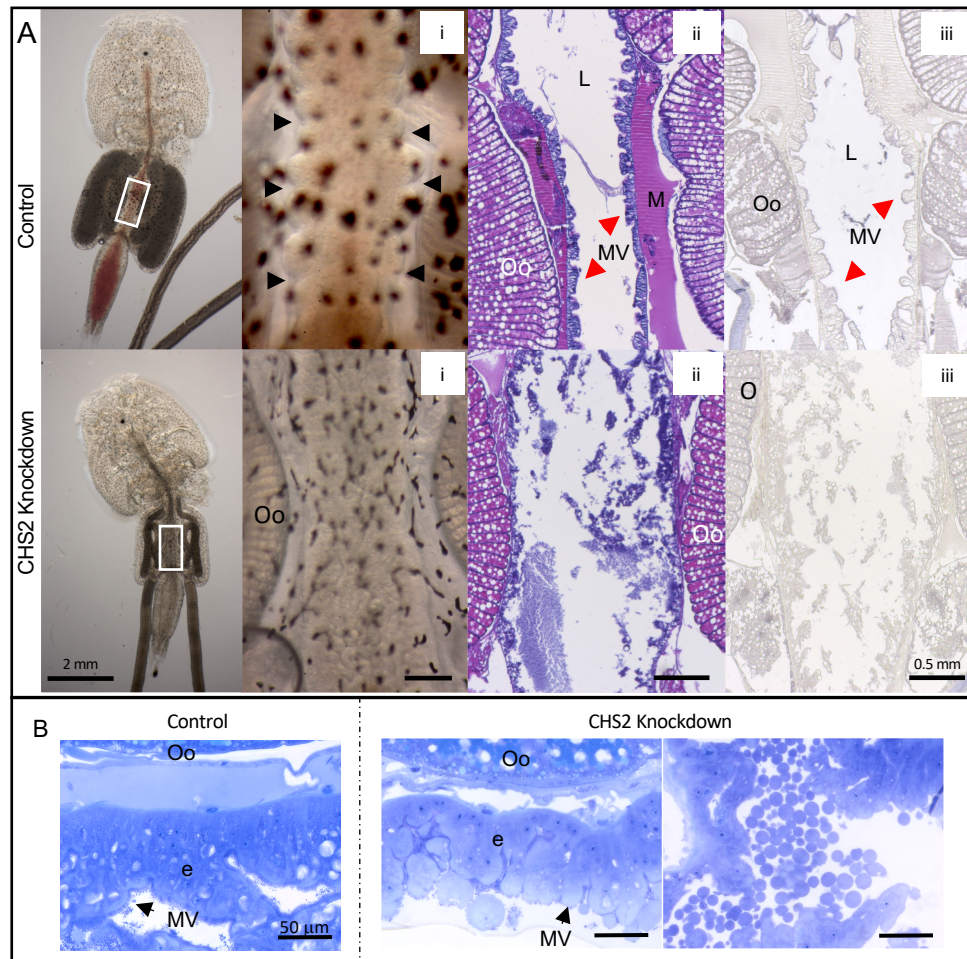 A
Control
i
ii
L
MV
M
Oo
iii
L
Oo
MV
CHS2 Knockdown
2 mm
i
Oo
ii
Oo
iii
O
0.5 mm
B
Control
CHS2 Knockdown
Oo
e
MV
50 μm
Oo
e
MV